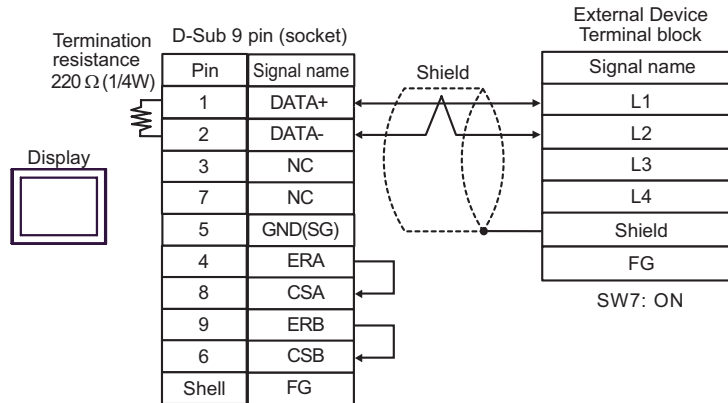 Termination
resistance
220 Ω (1/4W)
D-Sub 9 pin (socket)
Pin Signal name
1 DATA+
2 DATA-
3 NC
7 NC
5 GND(SG)
4 ERA
8 CSA
9 ERB
6 CSB
Shell FG
Display
Shield
External Device
Terminal block
Signal name
L1
L2
L3
L4
Shield
FG
SW7: ON